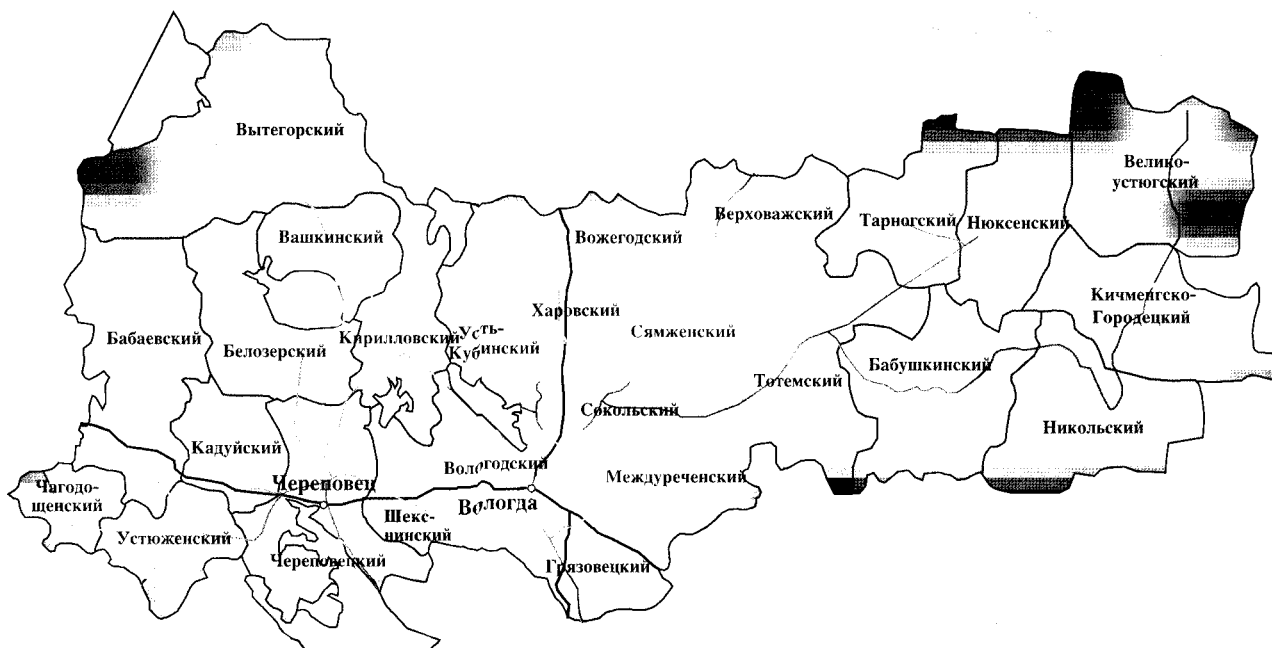 Вытегорский
Велико-
устюгский
Верховажский
Тарногский
Нюксенский
Вашкинский
Вожегодский
Кичменгско-
Городецкий
Харовский
Бабаевский
Белозерский
Кирилловский
Усть-
Кубинский
Сямженский
Бабушкинский
Тотемский
Сокольский
Никольский
Кадуйский
Вологодский
Междуреченский
Чагодо-
щенский
Череповец
Вологда
Шекс-
нинский
Устюженский
Череповецкий
Грязовецкий